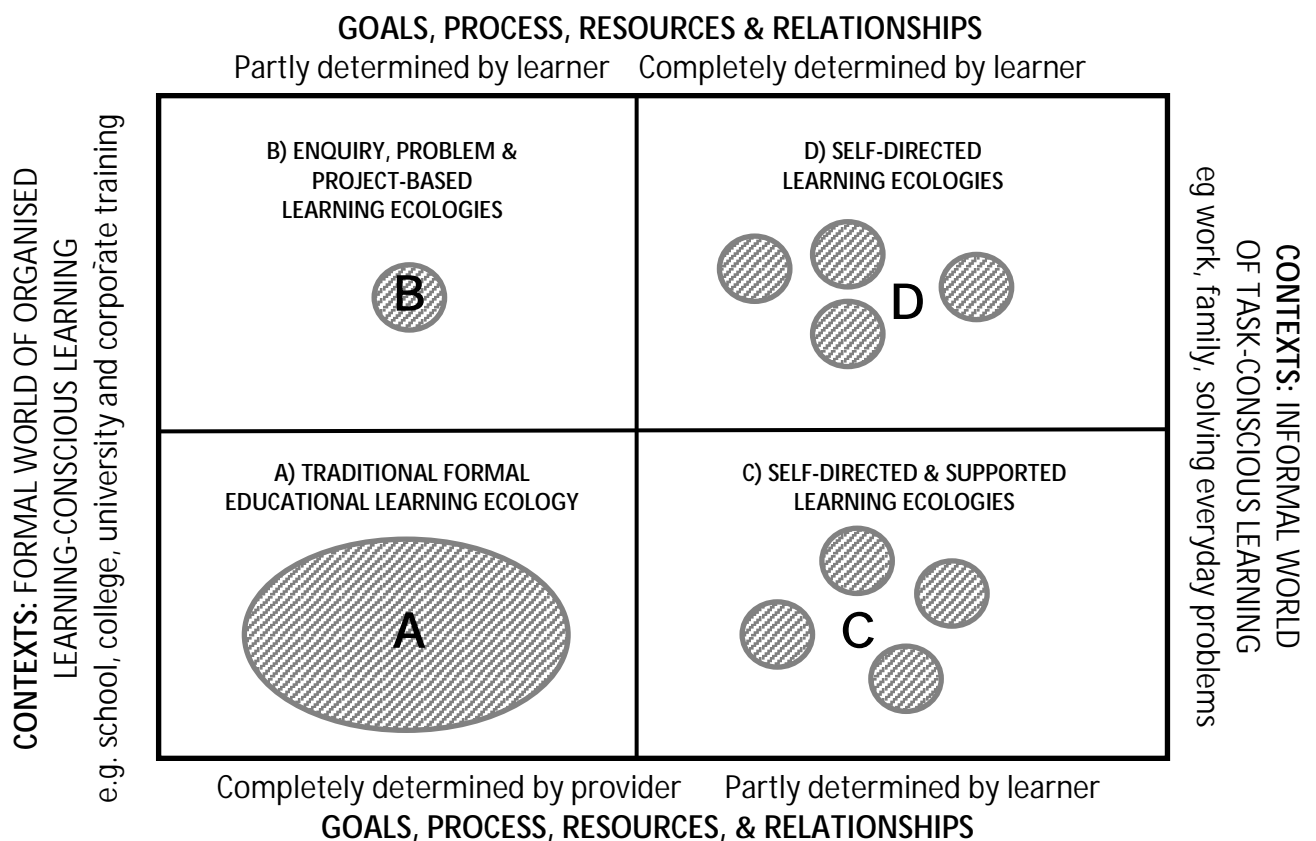 GOALS, PROCESS, RESOURCES & RELATIONSHIPS
Partly determined by learner
Completely determined by learner
CONTEXTS: FORMAL WORLD OF ORGANISED
LEARNING-CONSCIOUS LEARNING
e.g. school, college, university and corporate training
B) ENQUIRY, PROBLEM &
PROJECT-BASED
LEARNING ECOLOGIES
B
D) SELF-DIRECTED
LEARNING ECOLOGIES
D
A) TRADITIONAL FORMAL
EDUCATIONAL LEARNING ECOLOGY
A
C) SELF-DIRECTED & SUPPORTED
LEARNING ECOLOGIES
C
CONTEXTS: INFORMAL WORLD
OF TASK-CONSCIOUS LEARNING
eg work, family, solving everyday problems
Completely determined by provider
Partly determined by learner
GOALS, PROCESS, RESOURCES, & RELATIONSHIPS